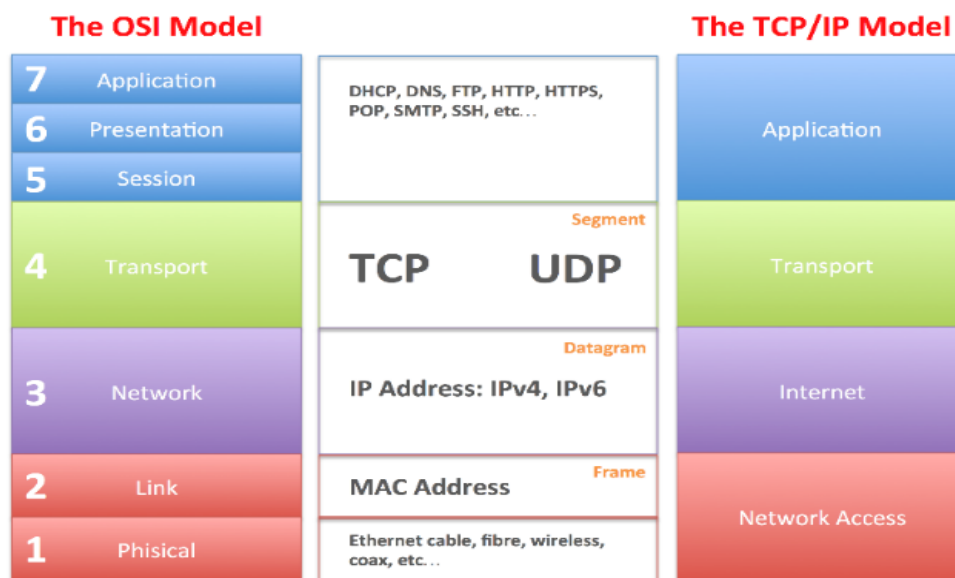 The OSI Model
7 Application
6 Presentation
5 Session
4 Transport
3 Network
2 Link
1 Phisical
DHCP, DNS, FTP, HTTP, HTTPS,
POP, SMTP, SSH, etc...
Segment
TCP UDP
Datagram
IP Address: IPv4, IPv6
Frame
MAC Address
Ethernet cable, fibre, wireless,
coax, etc...
The TCP/IP Model
Application
Transport
Internet
Network Access